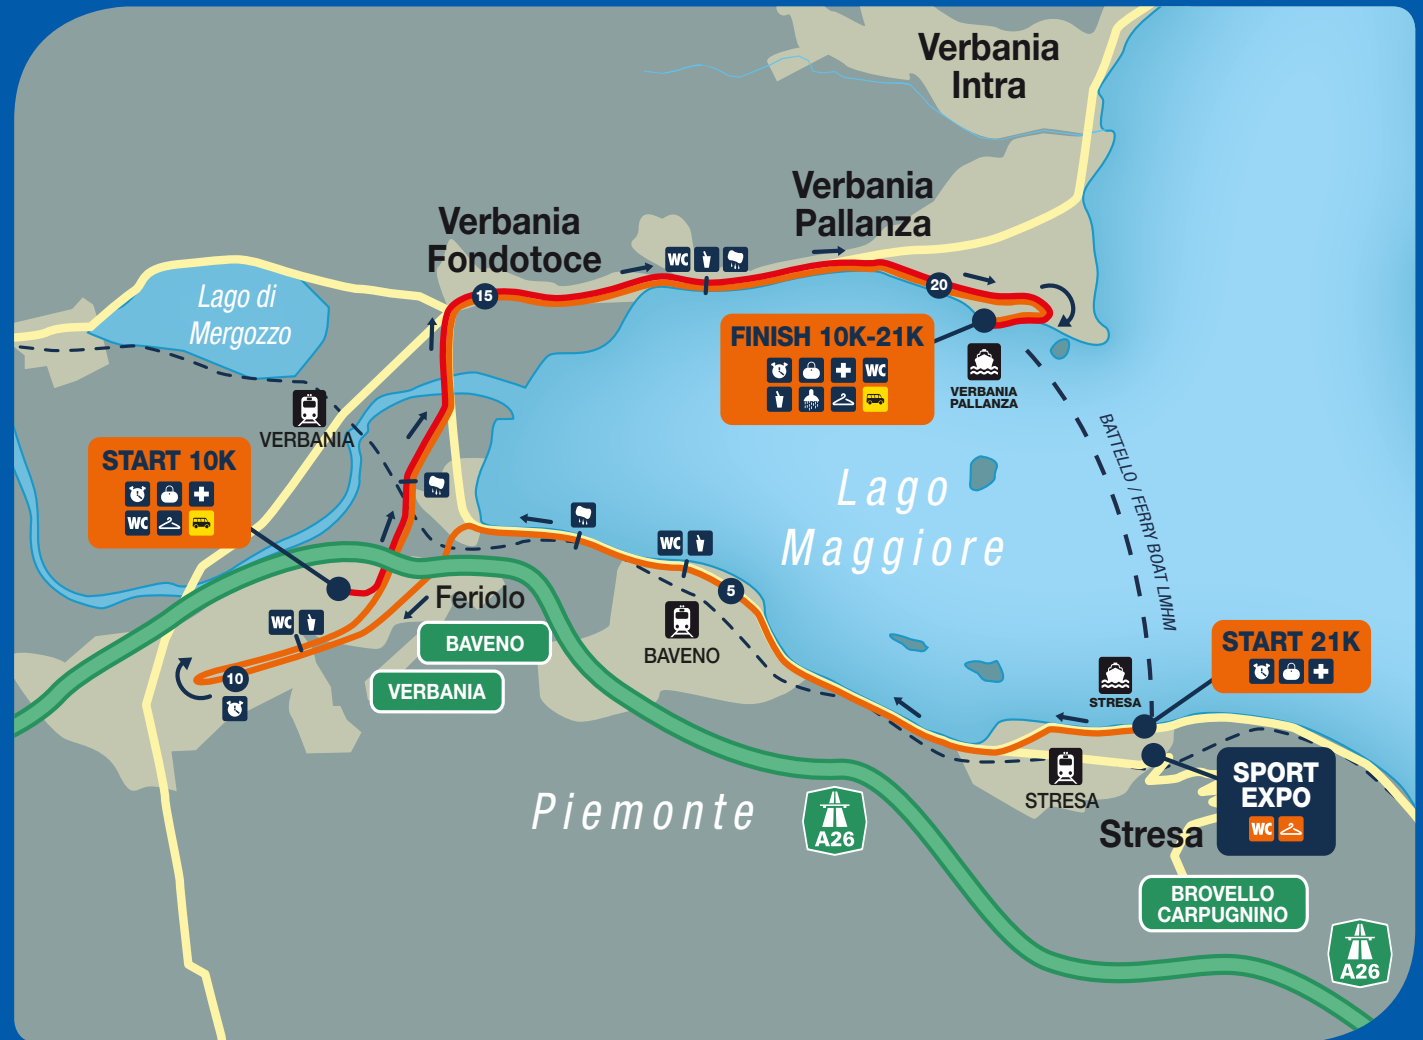 Verbania
Intra
Verbania
Pallanza
Verbania
Fondotoce
WC
15
20
Lago di
Mergozzo
FINISH 10K-21K
WC
VERBANIA
PALLANZA
VERBANIA
BATTELLO / FERRY BOAT LMHM
START 10K
WC
Lago
Maggiore
WC
5
Feriolo
WC
BAVENO
BAVENO
VERBANIA
10
START 21K
STRESA
STRESA
SPORT
EXPO
WC
Piemonte
A26
Stresa
BROVELLO
CARPUGNINO
A26